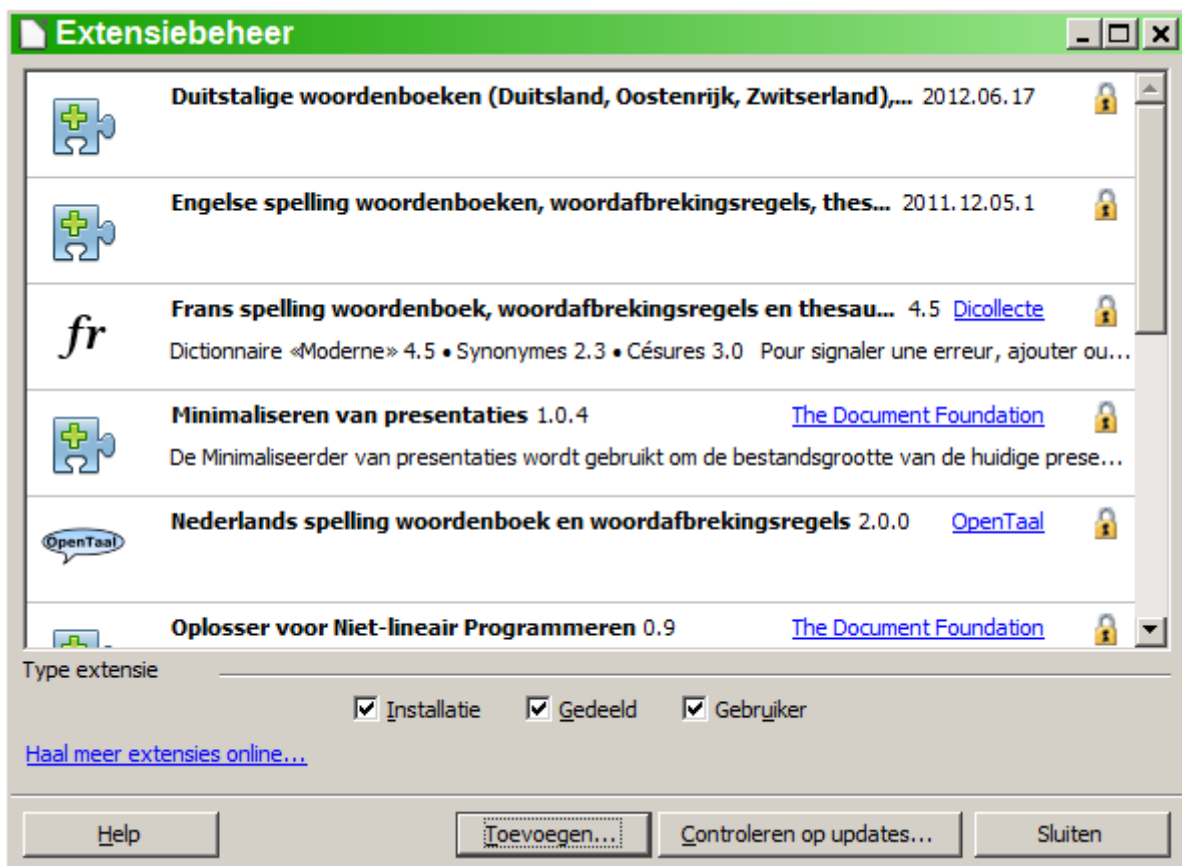 Extensiebeheer
Duitstalige woordenboeken (Duitsland, Oostenrijk, Zwitserland),... 2012.06.17
Engelse spelling woordenboeken, woordafbrekingsregels, thes... 2011.12.05.1
fr
Frans spelling woordenboek, woordafbrekingsregels en thesau... 4.5 Dicollecte
Dictionnaire «Moderne» 4.5 • Synonymes 2.3 • Césures 3.0 Pour signaler une erreur, ajouter ou...
Minimaliseren van presentaties 1.0.4 The Document Foundation
De Minimaliseerder van presentaties wordt gebruikt om de bestandsgrootte van de huidige prese...
OpenTaal
Nederlands spelling woordenboek en woordafbrekingsregels 2.0.0 OpenTaal
Oplosser voor Niet-lineair Programmeren 0.9 The Document Foundation
Type extensie
Installatie Gedeeld Gebruiker
Haal meer extensies online...
Help Toevoegen... Controleren op updates... Sluiten